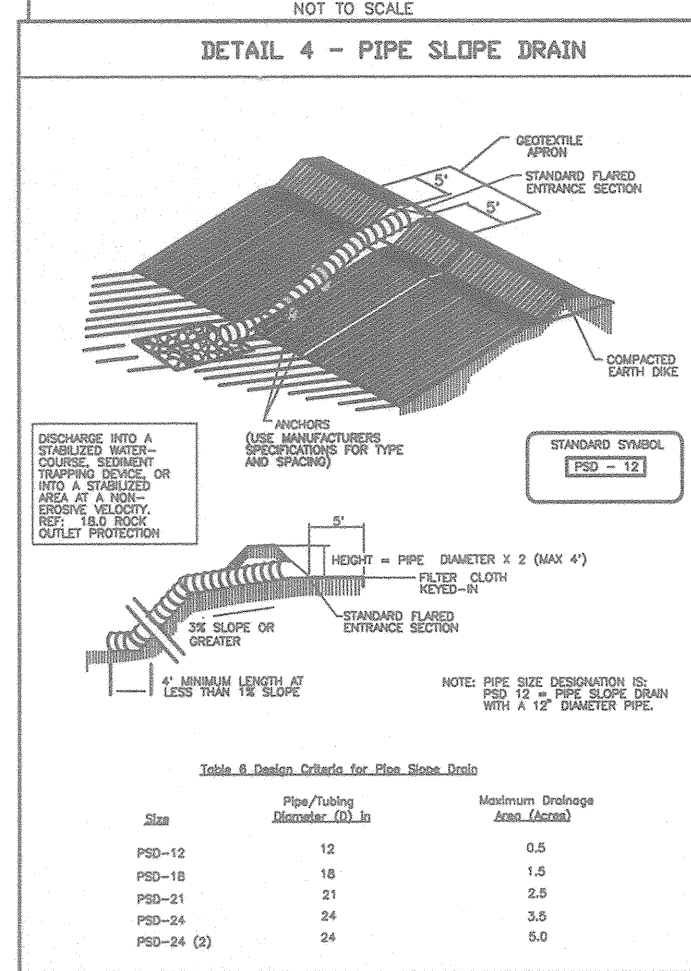 NOT TO SCALE
DETAIL 4 - PIPE SLOPE DRAIN
GEOTEXTILE
APRON
STANDARD FLARED
ENTRANCE SECTION
5'
5'
COMPACTED
EARTH DIKE
ANCHORS
(USE MANUFACTURERS
SPECIFICATIONS FOR TYPE
AND SPACING)
DISCHARGE INTO A
STABILIZED WATER-
COURSE, SEDIMENT
TRAPPING DEVICE, OR
INTO A STABILIZED
AREA AT A NON-
EROSIVE VELOCITY.
REF: 18.0 ROCK
OUTLET PROTECTION
STANDARD SYMBOL
PSD - 12
5'
HEIGHT = PIPE DIAMETER X 2 (MAX 4')
FILTER CLOTH
KEYED-IN
STANDARD FLARED
ENTRANCE SECTION
3% SLOPE OR
GREATER
4' MINIMUM LENGTH AT
LESS THAN 1% SLOPE
NOTE: PIPE SIZE DESIGNATION IS:
PSD 12 = PIPE SLOPE DRAIN
WITH A 12" DIAMETER PIPE.
Table 6 Design Criteria for Pipe Slope Drain
Size Pipe/Tubing Diameter (D) in Maximum Drainage Area (Acres)
PSD-12 12 0.5
PSD-18 18 1.5
PSD-21 21 2.5
PSD-24 24 3.5
PSD-24 (2) 24 5.0